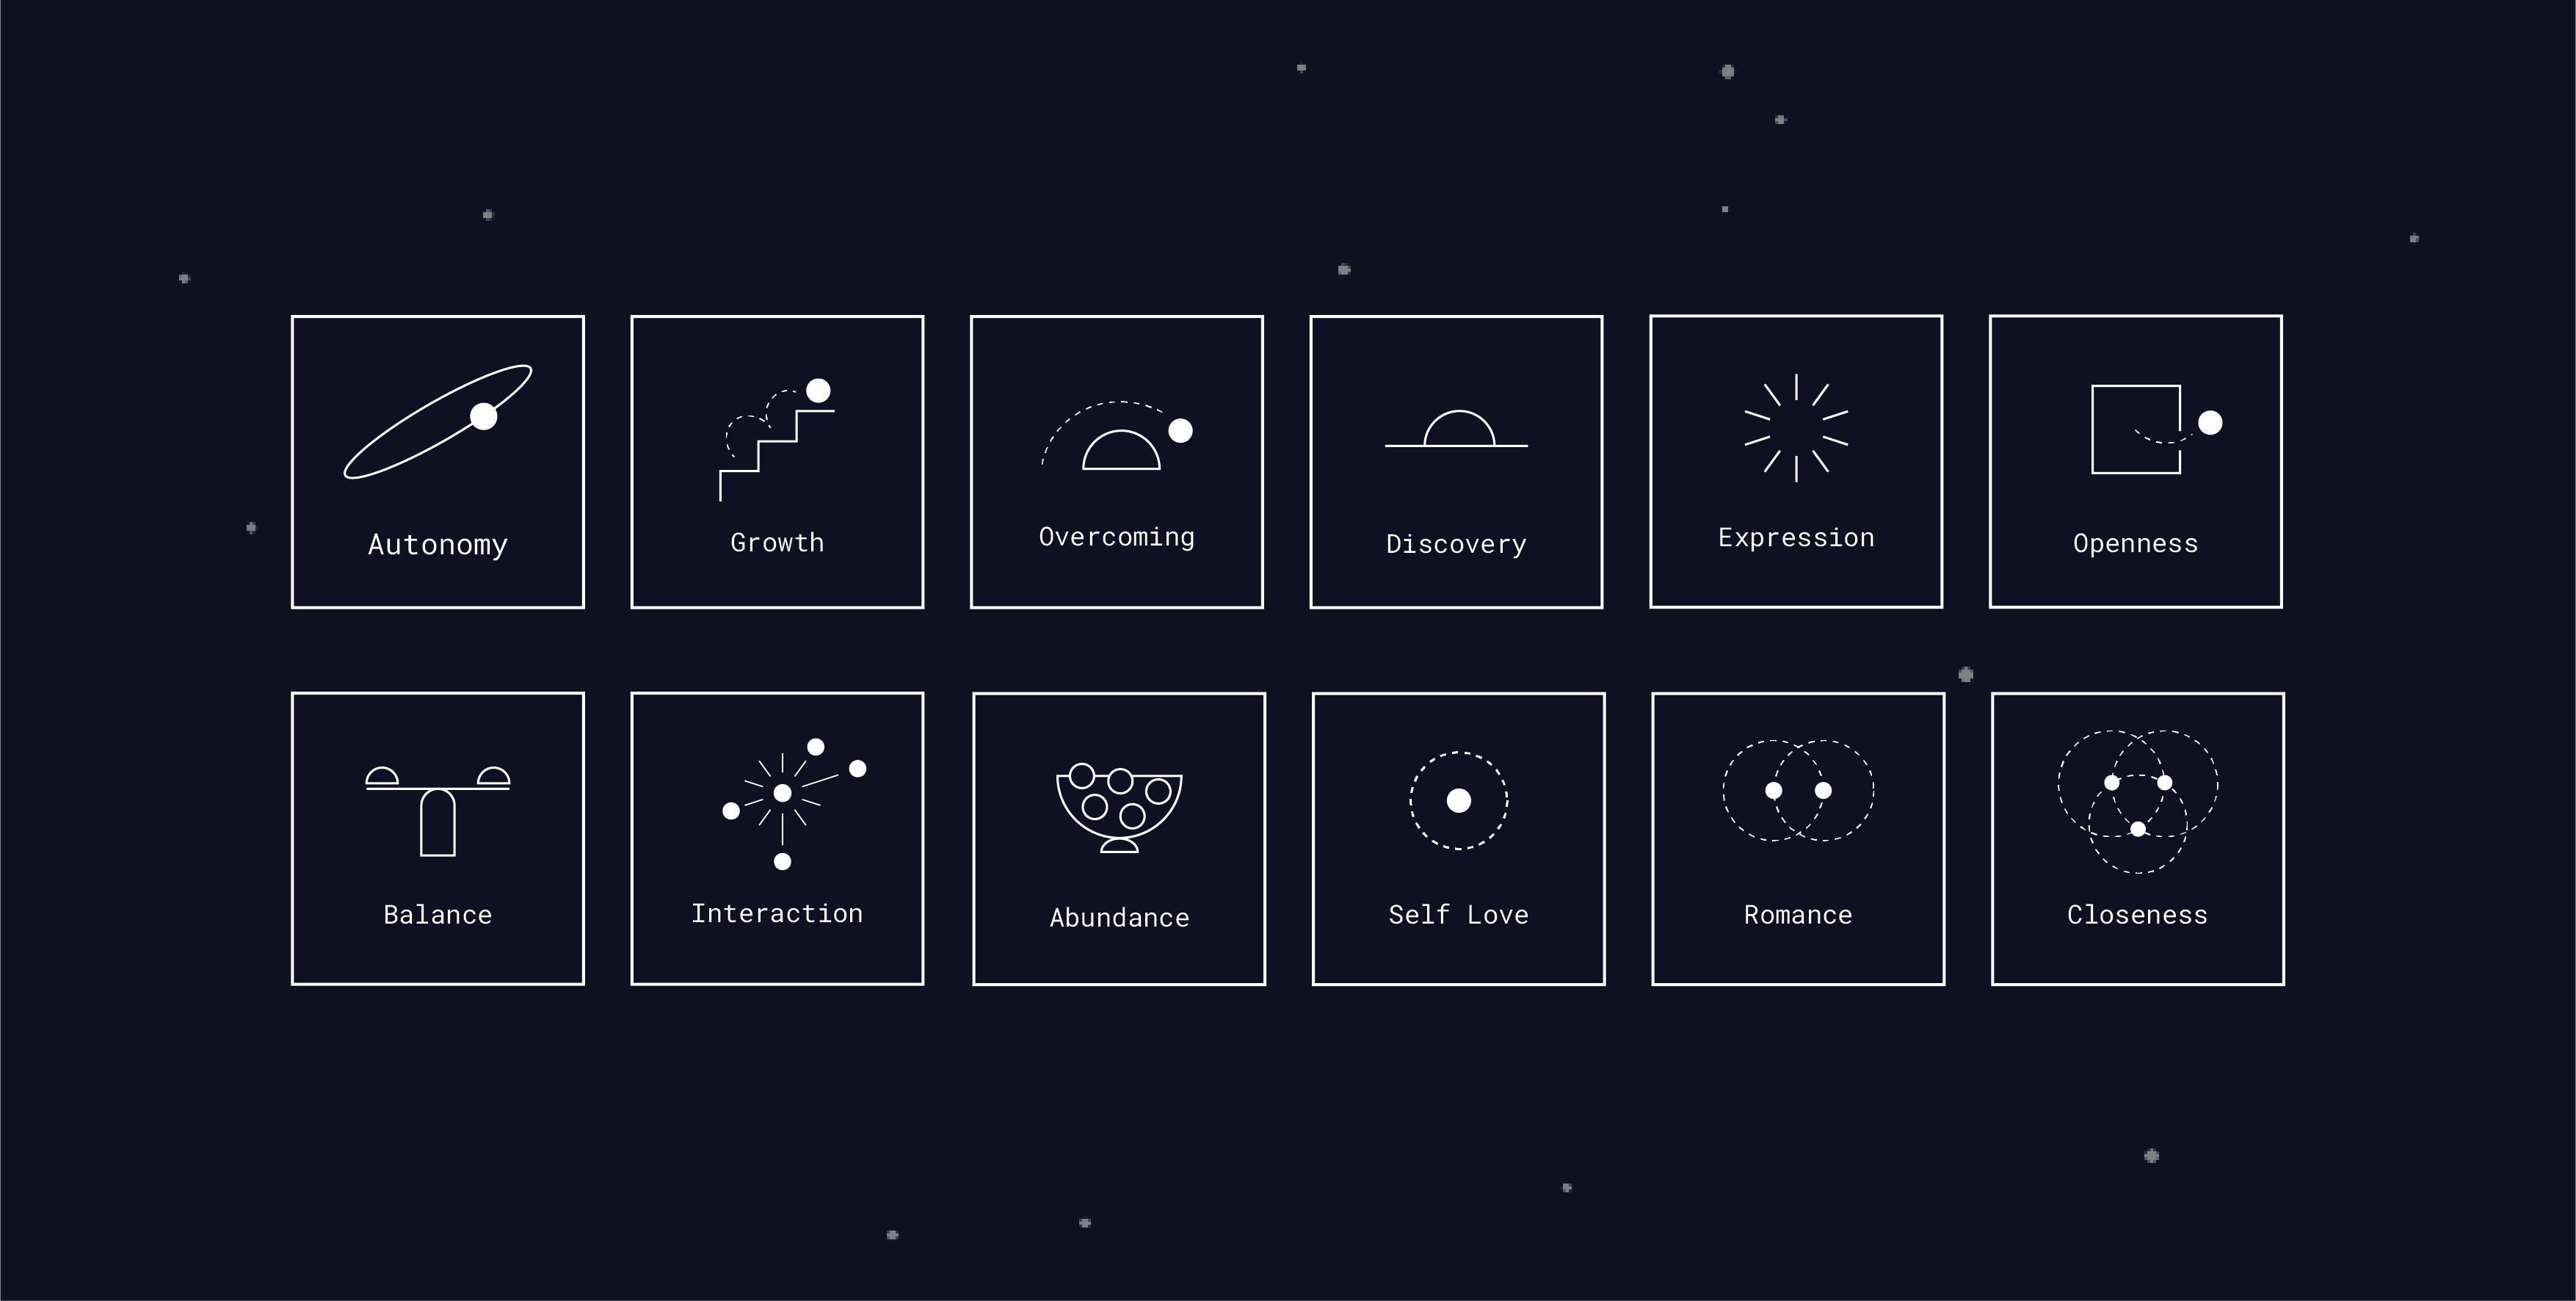 Autonomy
Growth
Overcoming
Discovery
Expression
Openness
Balance
Interaction
Abundance
Self Love
Romance
Closeness